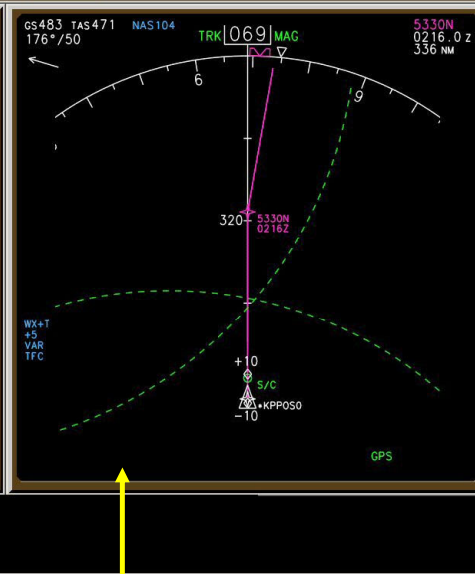 GS483 TAS471 NAS104
176°/50
TRK 069 MAG
5330N
0216.0Z
336 NM
6
9
320
5330N
0216Z
WX+T
+5
VAR
TFC
+10
S/C
KPPOS0
-10
GPS